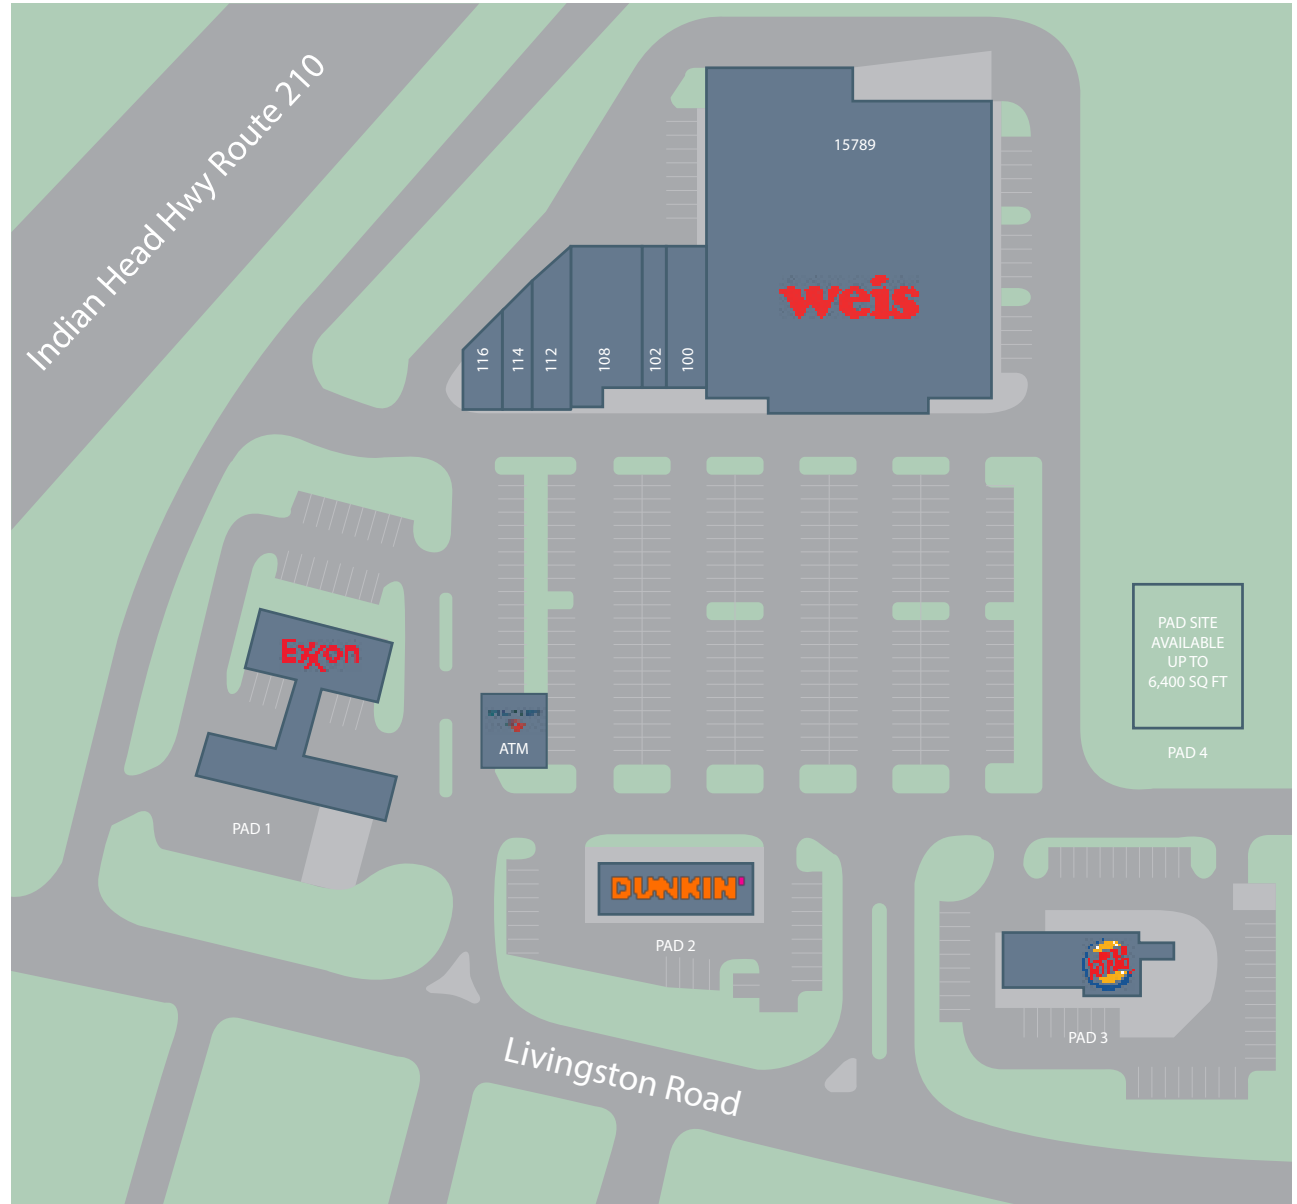 Indian Head Hwy Route 210
15789
weis
116
114
112
108
102
100
Exxon
PAD SITE
AVAILABLE
UP TO
6,400 SQ FT
PAD 4
ATM
PAD 1
DUNKIN'
PAD 2
PAD 3
Livingston Road